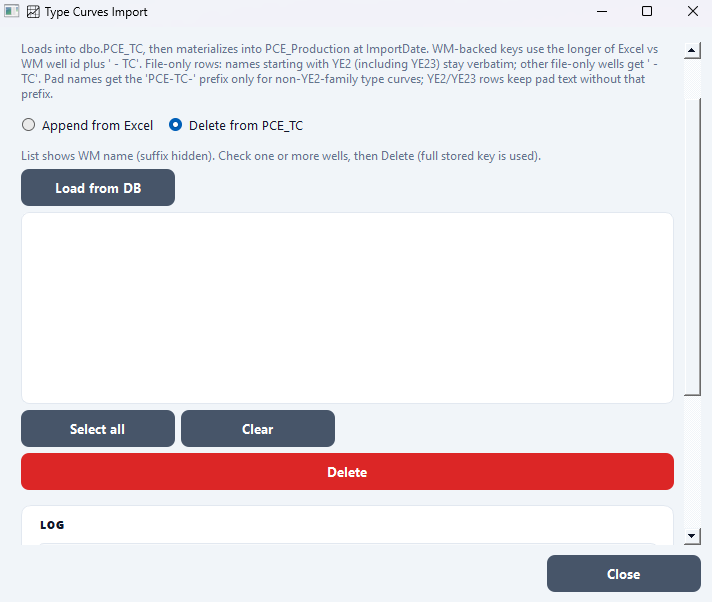 Type Curves Import
Loads into dbo.PCE_TC, then materializes into PCE_Production at ImportDate. WM-backed keys use the longer of Excel vs
WM well id plus ' - TC'. File-only rows: names starting with YE2 (including YE23) stay verbatim; other file-only wells get ' -
TC'. Pad names get the 'PCE-TC-' prefix only for non-YE2-family type curves; YE2/YE23 rows keep pad text without that
prefix.
Append from Excel Delete from PCE_TC
List shows WM name (suffix hidden). Check one or more wells, then Delete (full stored key is used).
Load from DB
Select all Clear
Delete
LOG
Close